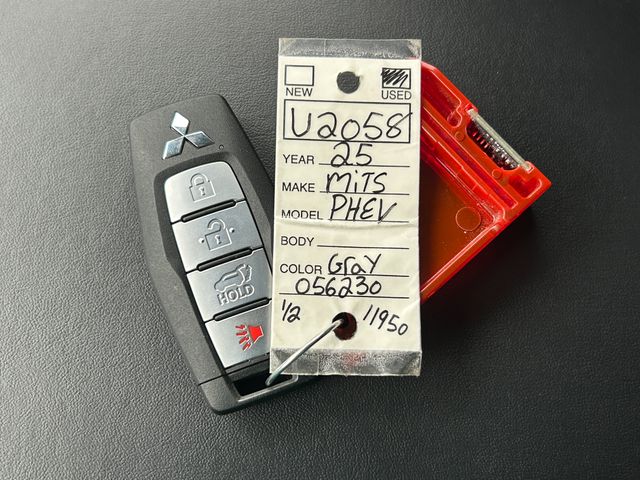 NEW USED
U2058
YEAR 25
MAKE MiTS
MODEL PHEV
BODY
COLOR GraY
056230
1/2 11950
HOLD